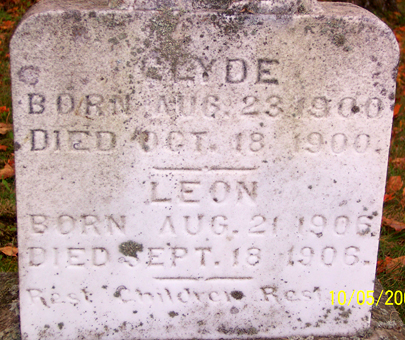 CLYDE
BORN AUG. 23 1900
DIED OCT. 18 1900.
LEON
BORN AUG. 21 1906
DIED SEPT. 18 1906.
Rest Children Rest
10/05/20